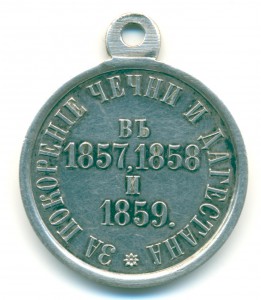 ЗА ПОКОРЕНІЕ ЧЕЧНИ И ДАГЕСТАНА
ВЪ
1857, 1858
И
1859.